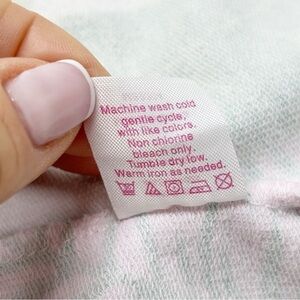 Machine wash cold
gentle cycle,
with like colors.
Non chlorine
bleach only.
Tumble dry low.
Warm iron as needed.